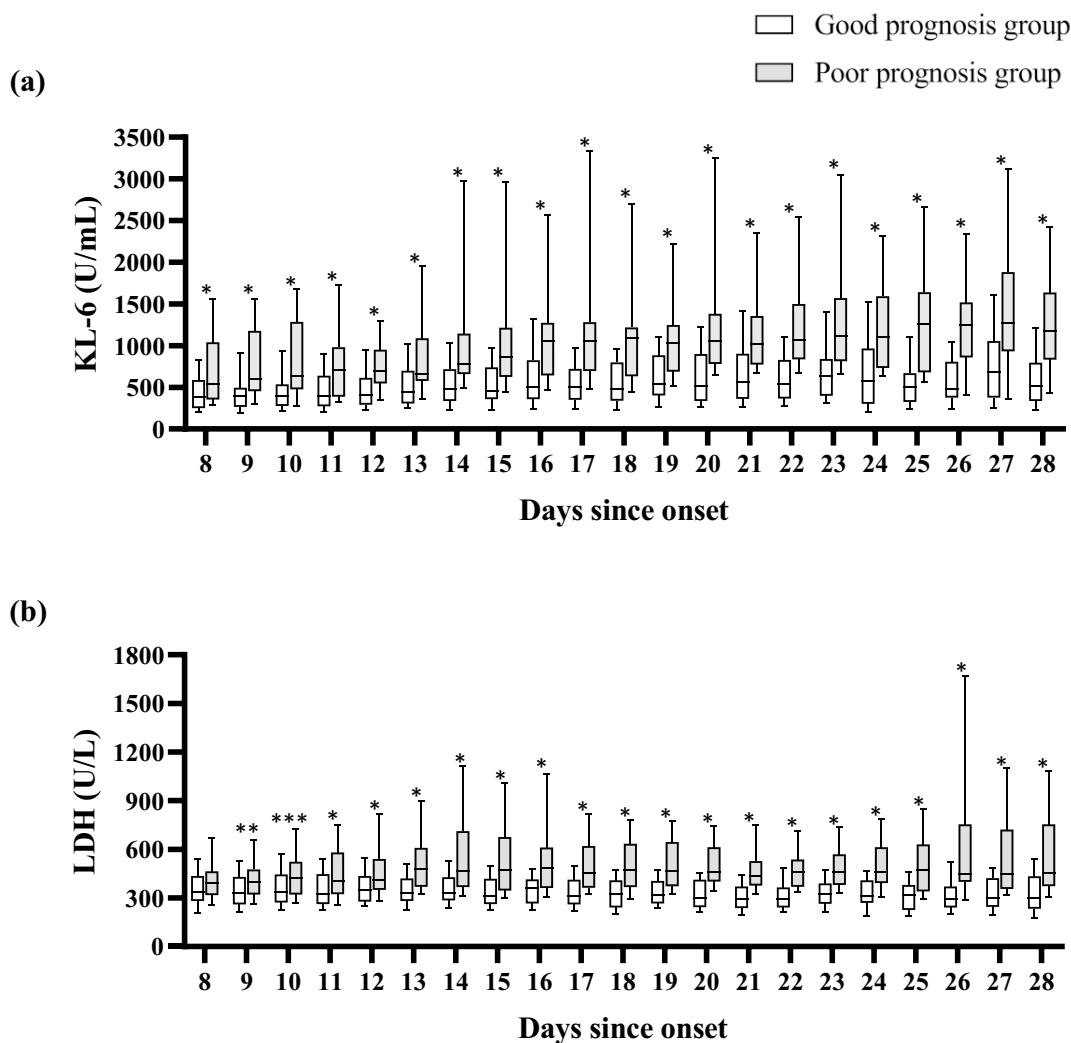 Good prognosis group
Poor prognosis group
(a)
3500
3000
2500
2000
1500
1000
500
0
KL-6 (U/mL)
* * * * * * * * * * * * * * * * * * * * *
8 9 10 11 12 13 14 15 16 17 18 19 20 21 22 23 24 25 26 27 28
Days since onset
(b)
1800
1500
1200
900
600
300
0
LDH (U/L)
** *** * * * * * * * * * * * * * * * * * *
8 9 10 11 12 13 14 15 16 17 18 19 20 21 22 23 24 25 26 27 28
Days since onset